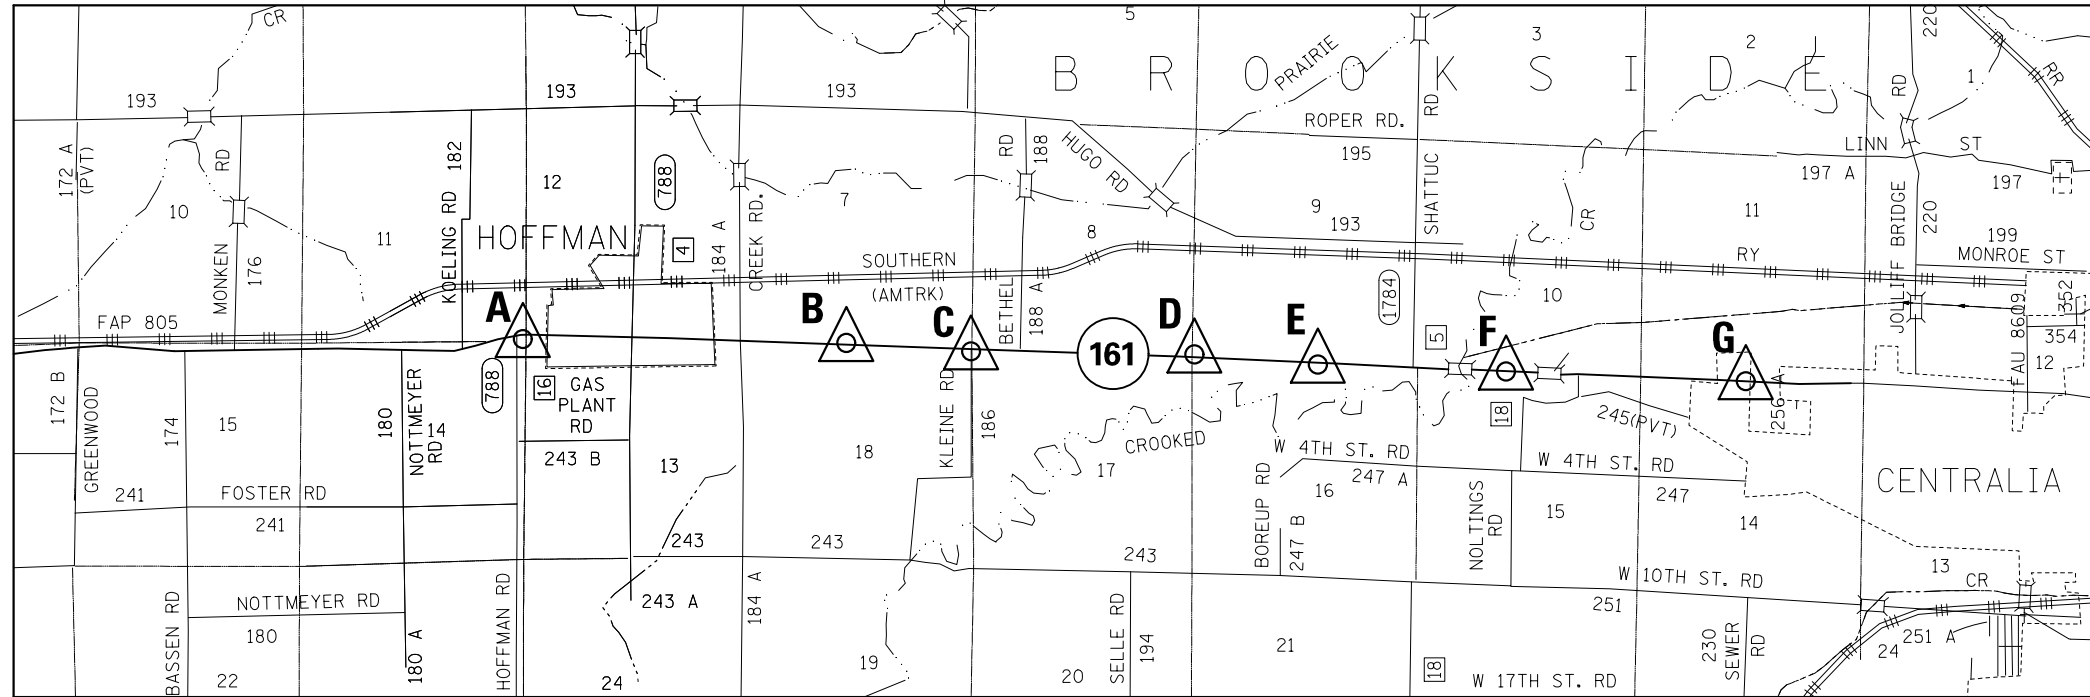 CR
5
3
2
220
1
RR
B R O O K S I D E
PRAIRIE
193
193
193
RD
RD
ROPER RD.
LINN ST
172 A
(PVT)
RD
182
12
788
RD
188
HUGO RD
195
SHATTUC
197 A
197
10
7
9
193
CR
11
KOELING RD
HOFFMAN
4
184 A
CREEK RD.
8
JOLLIF BRIDGE
220
199
MONROE ST
11
MONKEN
176
SOUTHERN
(AMTRK)
BETHEL
188 A
1784
RY
10
FAU 8609
352
FAP 805
A
B
C
161
D
E
5
F
G
354
12
172 B
GREENWOOD
174
15
180
NOTTMEYER
RD
14
788
16
GAS
PLANT
RD
243 B
13
18
KLEINE RD
186
CROOKED
17
W 4TH ST. RD
247 A
18
245(PVT)
W 4TH ST. RD
247
256 A
CENTRALIA
241
FOSTER RD
241
BOREUP RD
247 B
16
NOLTINGS
RD
15
14
243
243
243
13
CR
W 10TH ST. RD
251
BASSEN RD
NOTTMEYER RD
180
180 A
HOFFMAN RD
243 A
184 A
SELLE RD
194
21
230
SEWER
RD
251 A
24
22
24
19
20
18
W 17TH ST. RD